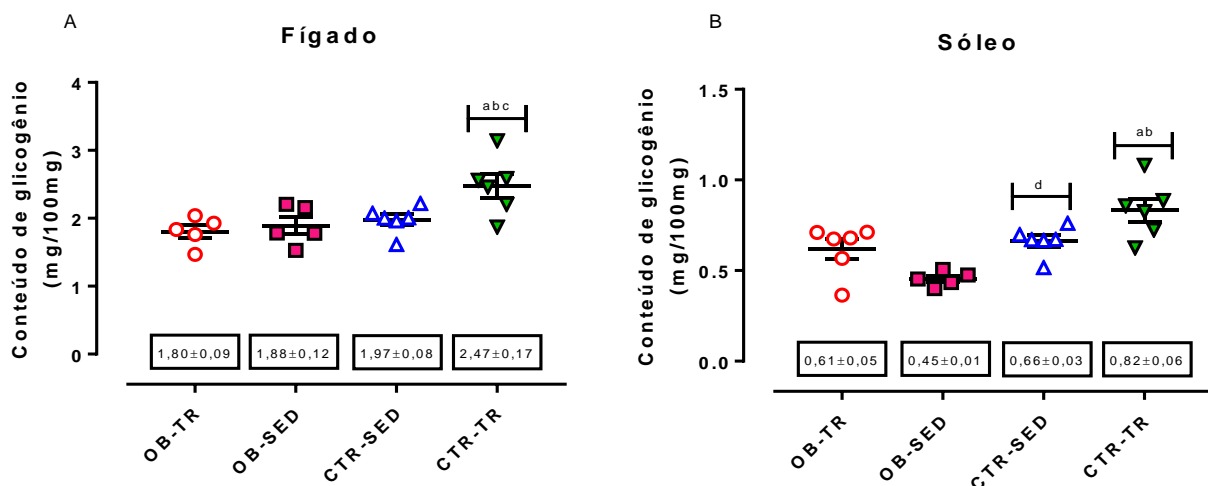 A
Fígado
Conteúdo de glicogênio
(mg/100mg)
4
3
2
1
0
abc
1,80±0,09
1,88±0,12
1,97±0,08
2,47±0,17
OB-TR
OB-SED
CTR-SED
CTR-TR
B
Sóleo
Conteúdo de glicogênio
(mg/100mg)
1.5
1.0
0.5
0.0
d
ab
0,61±0,05
0,45±0,01
0,66±0,03
0,82±0,06
OB-TR
OB-SED
CTR-SED
CTR-TR